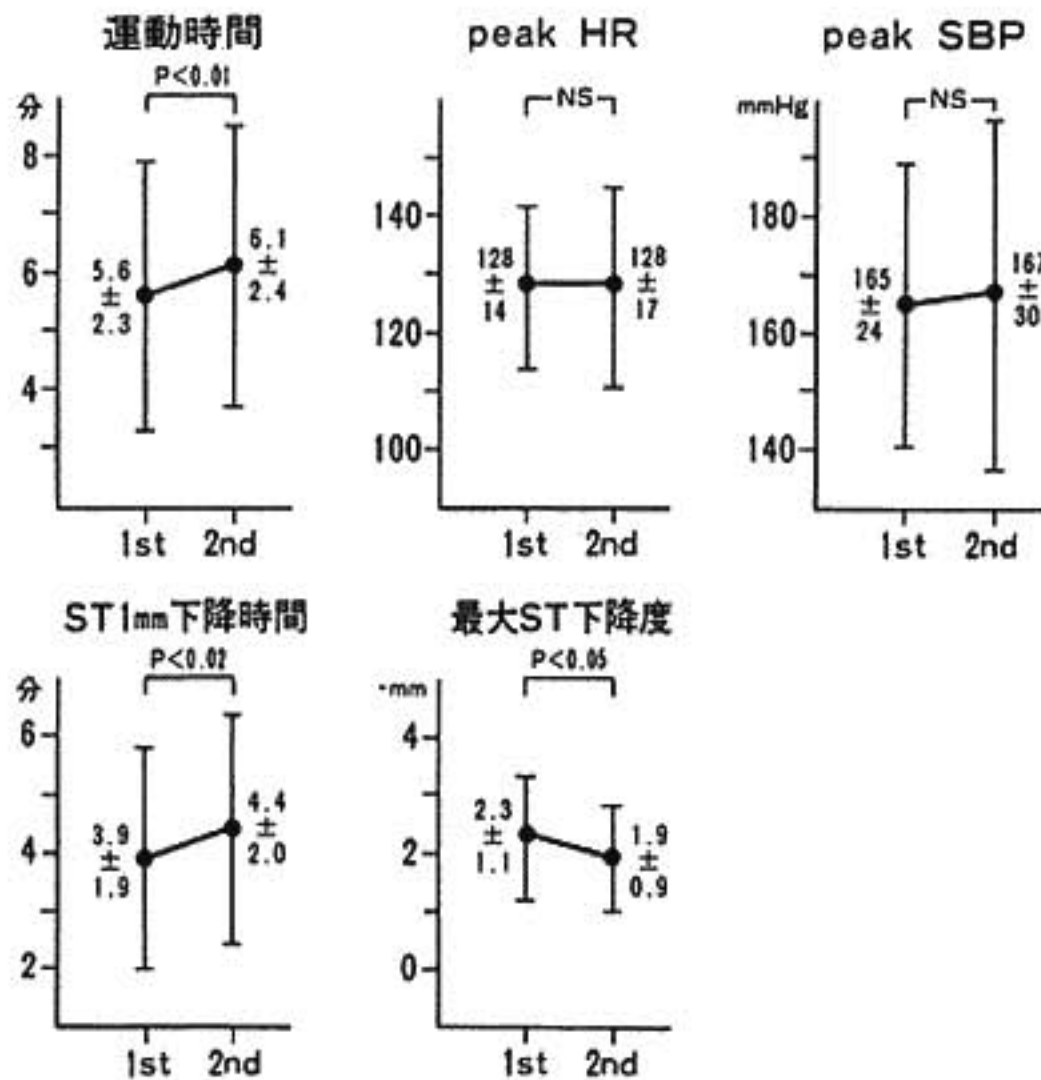 運動時間
P<0.01
分
8
6
4
5.6
±
2.3
6.1
±
2.4
1st 2nd
peak HR
NS
140
120
100
128
±
14
128
±
17
1st 2nd
peak SBP
mmHg
NS
180
160
140
165
±
24
167
±
30
1st 2nd
ST1mm下降時間
P<0.02
分
6
4
2
3.9
±
1.9
4.4
±
2.0
1st 2nd
最大ST下降度
P<0.05
-mm
4
2
0
2.3
±
1.1
1.9
±
0.9
1st 2nd